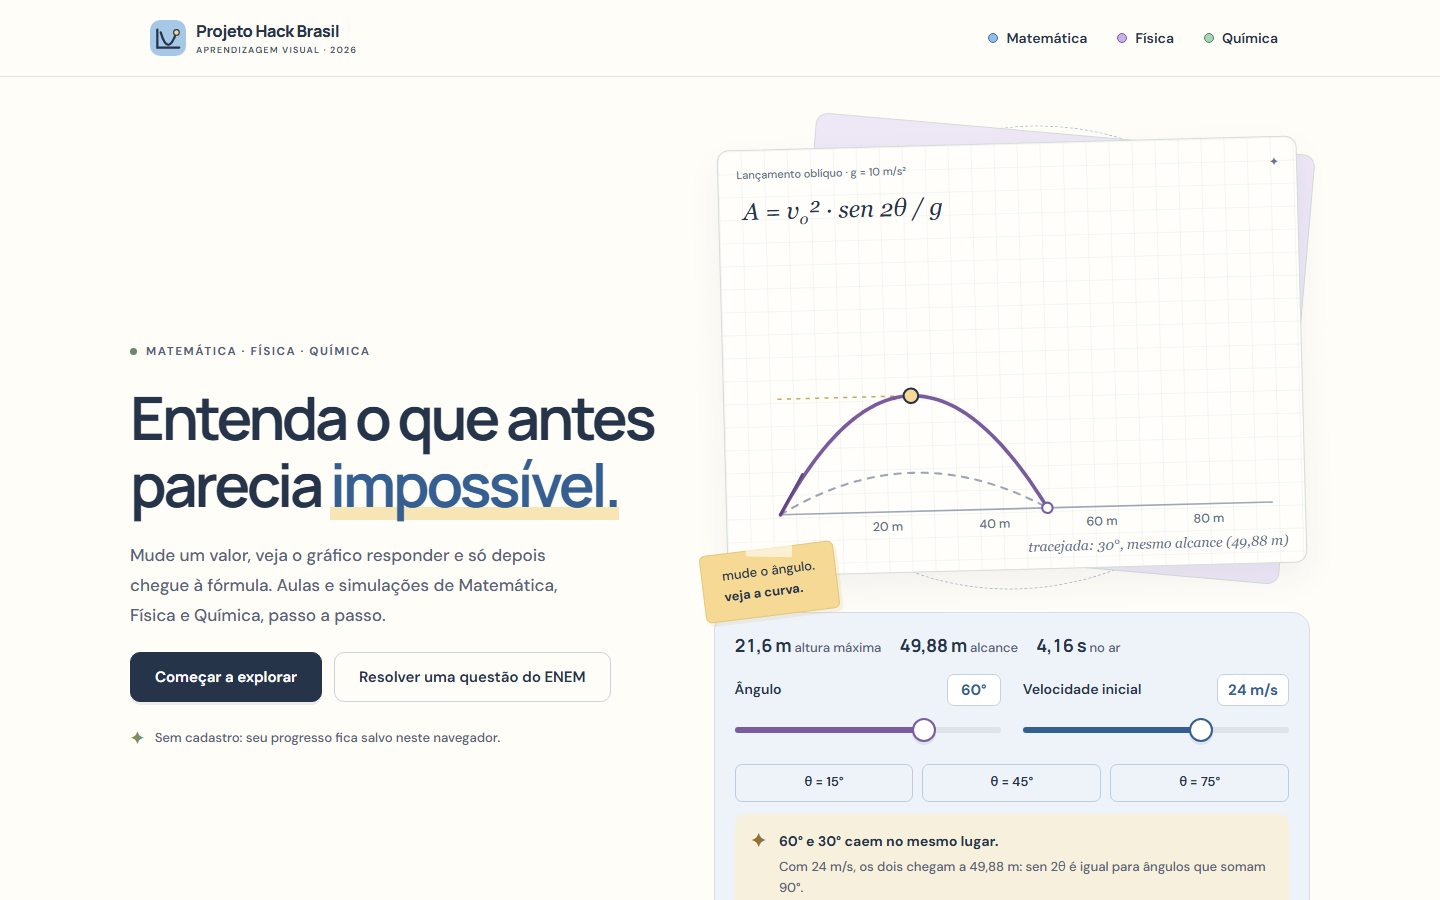 Projeto Hack Brasil
APRENDIZAGEM VISUAL · 2026
Matemática
Física
Química
MATEMÁTICA · FÍSICA · QUÍMICA
Entenda o que antes
parecia impossível.
Mude um valor, veja o gráfico responder e só depois
chegue à fórmula. Aulas e simulações de Matemática,
Física e Química, passo a passo.
Começar a explorar
Resolver uma questão do ENEM
Sem cadastro: seu progresso fica salvo neste navegador.
Lançamento oblíquo · g = 10 m/s²
A = v₀² · sen 2θ / g
20 m
40 m
60 m
80 m
tracejada: 30°, mesmo alcance (49,88 m)
mude o ângulo.
veja a curva.
21,6 m altura máxima 49,88 m alcance 4,16 s no ar
Ângulo
60°
Velocidade inicial
24 m/s
θ = 15°
θ = 45°
θ = 75°
60° e 30° caem no mesmo lugar.
Com 24 m/s, os dois chegam a 49,88 m: sen 2θ é igual para ângulos que somam
90°.